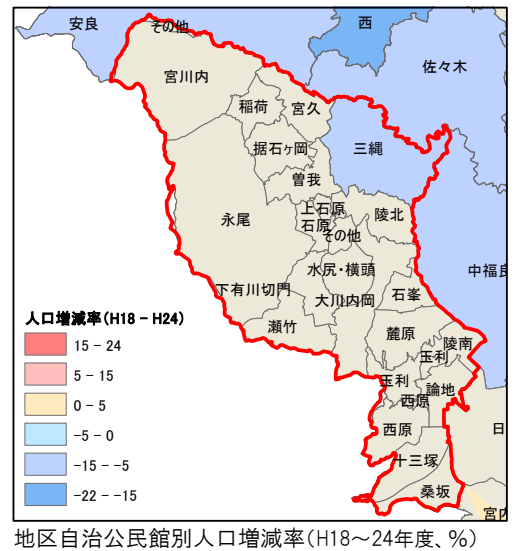 安良
その他
西
宮川内
佐々木
稲荷
宮久
三縄
据石ヶ岡
曽我
上石原
石原
陵北
その他
永尾
水尻・横頭
中福良
下有川切門
大川内岡
石峯
瀬竹
麓原
陵南
玉利
玉利
論地
西原
西原
日
十三塚
桑坂
宮内
人口増減率(H18-H24)
15 - 24
5 - 15
0 - 5
-5 - 0
-15 - -5
-22 - -15
地区自治公民館別人口増減率(H18~24年度、%)